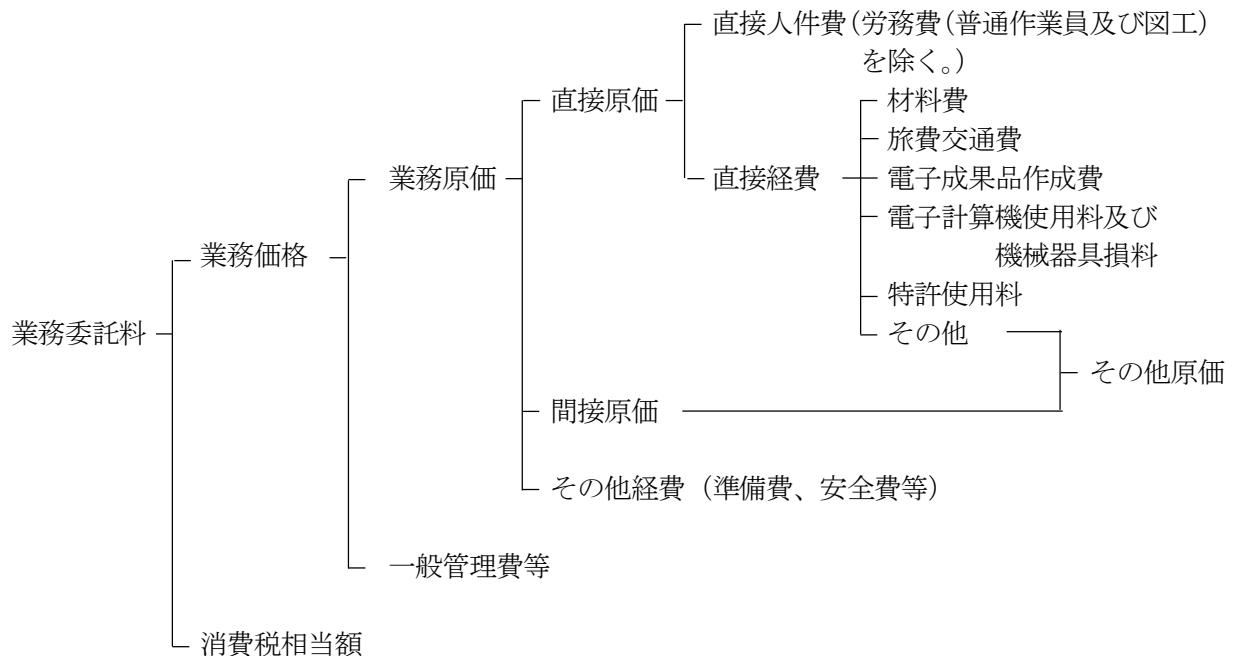 直接人件費（労務費（普通作業員及び図工）
を除く。）
直接原価
材料費
旅費交通費
業務原価
直接経費
電子成果品作成費
電子計算機使用料及び
業務価格
機械器具損料
特許使用料
業務委託料
その他
その他原価
間接原価
その他経費（準備費、安全費等）
一般管理費等
消費税相当額